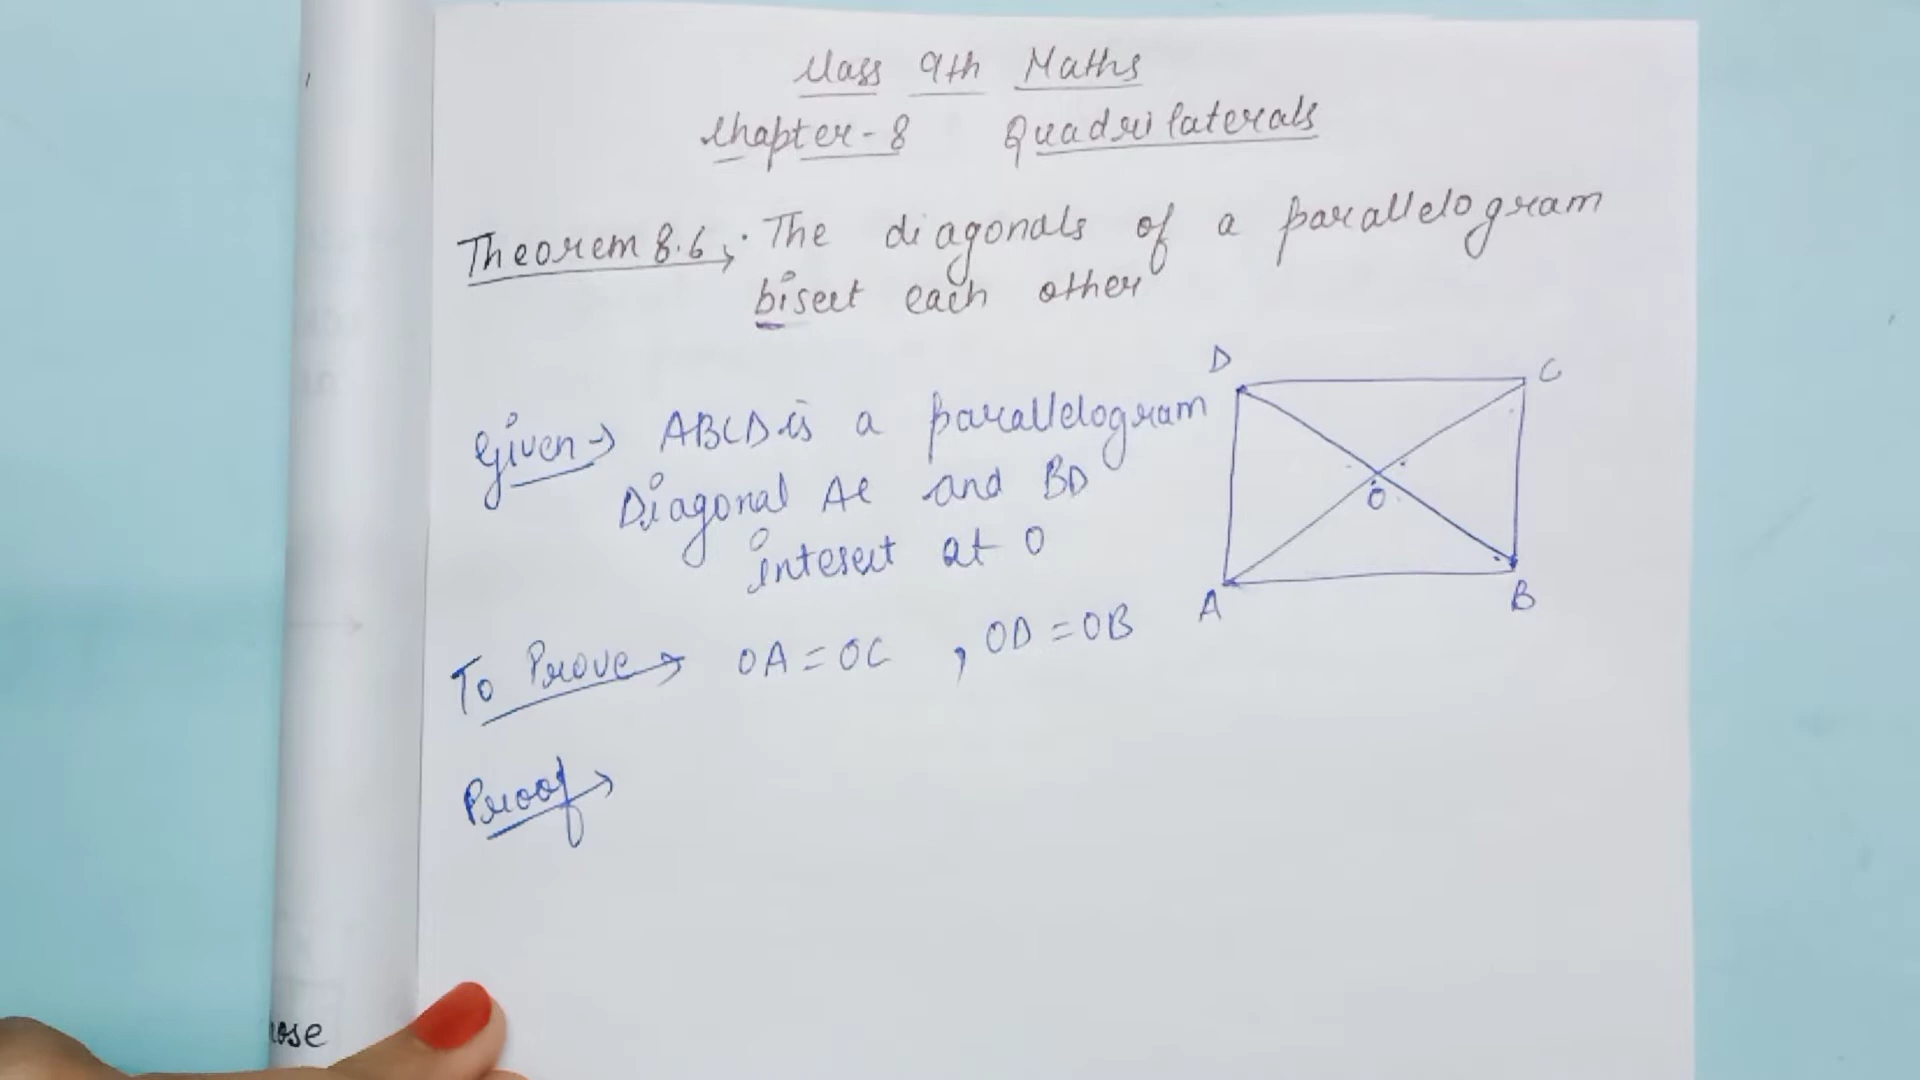 Class 9th Maths
Chapter-8 Quadrilaterals
Theorem 8.6 → The diagonals of a parallelogram
bisect each other
Given → ABCD is a parallelogram
Diagonal AC and BD
intesect at O
To Prove → OA = OC , OD = OB
Proof →
D
C
O
A
B
ose